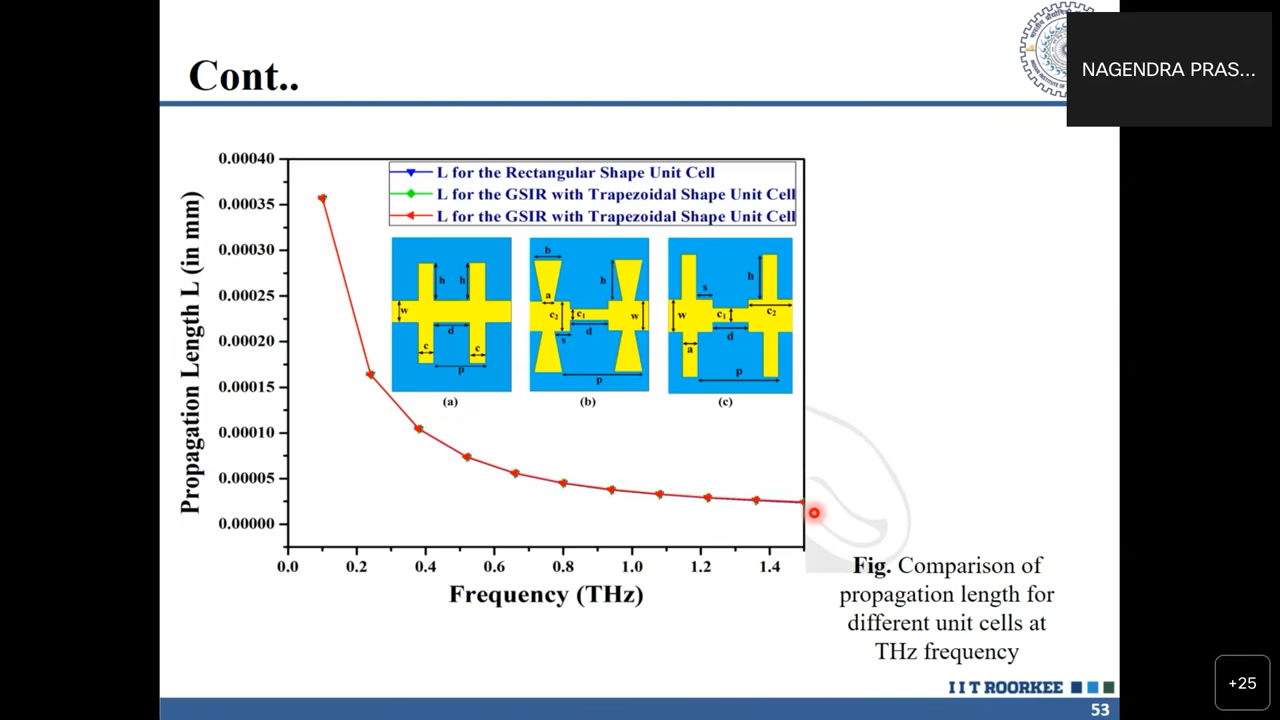 Cont..
NAGENDRA PRAS...
0.00040
0.00035
0.00030
0.00025
0.00020
0.00015
0.00010
0.00005
0.00000
Propagation Length L (in mm)
L for the Rectangular Shape Unit Cell
L for the GSIR with Trapezoidal Shape Unit Cell
L for the GSIR with Trapezoidal Shape Unit Cell
h h
w
d
c c
p
(a)
b
h
a
c₂ c₁ w
d
s
p
(b)
h
s
w c₁ c₂
d
a
p
(c)
0.0 0.2 0.4 0.6 0.8 1.0 1.2 1.4
Frequency (THz)
Fig. Comparison of
propagation length for
different unit cells at
THz frequency
I I T ROORKEE
53
+25